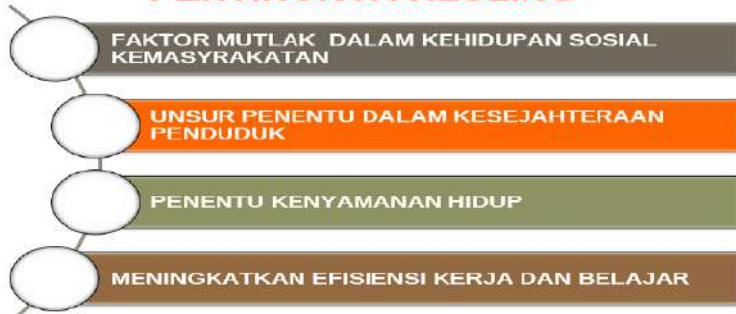 FAKTOR MUTLAK DALAM KEHIDUPAN SOSIAL
KEMASYRAKATAN
UNSUR PENENTU DALAM KESEJAHTERAAN
PENDUDUK
PENENTU KENYAMANAN HIDUP
MENINGKATKAN EFISIENSI KERJA DAN BELAJAR